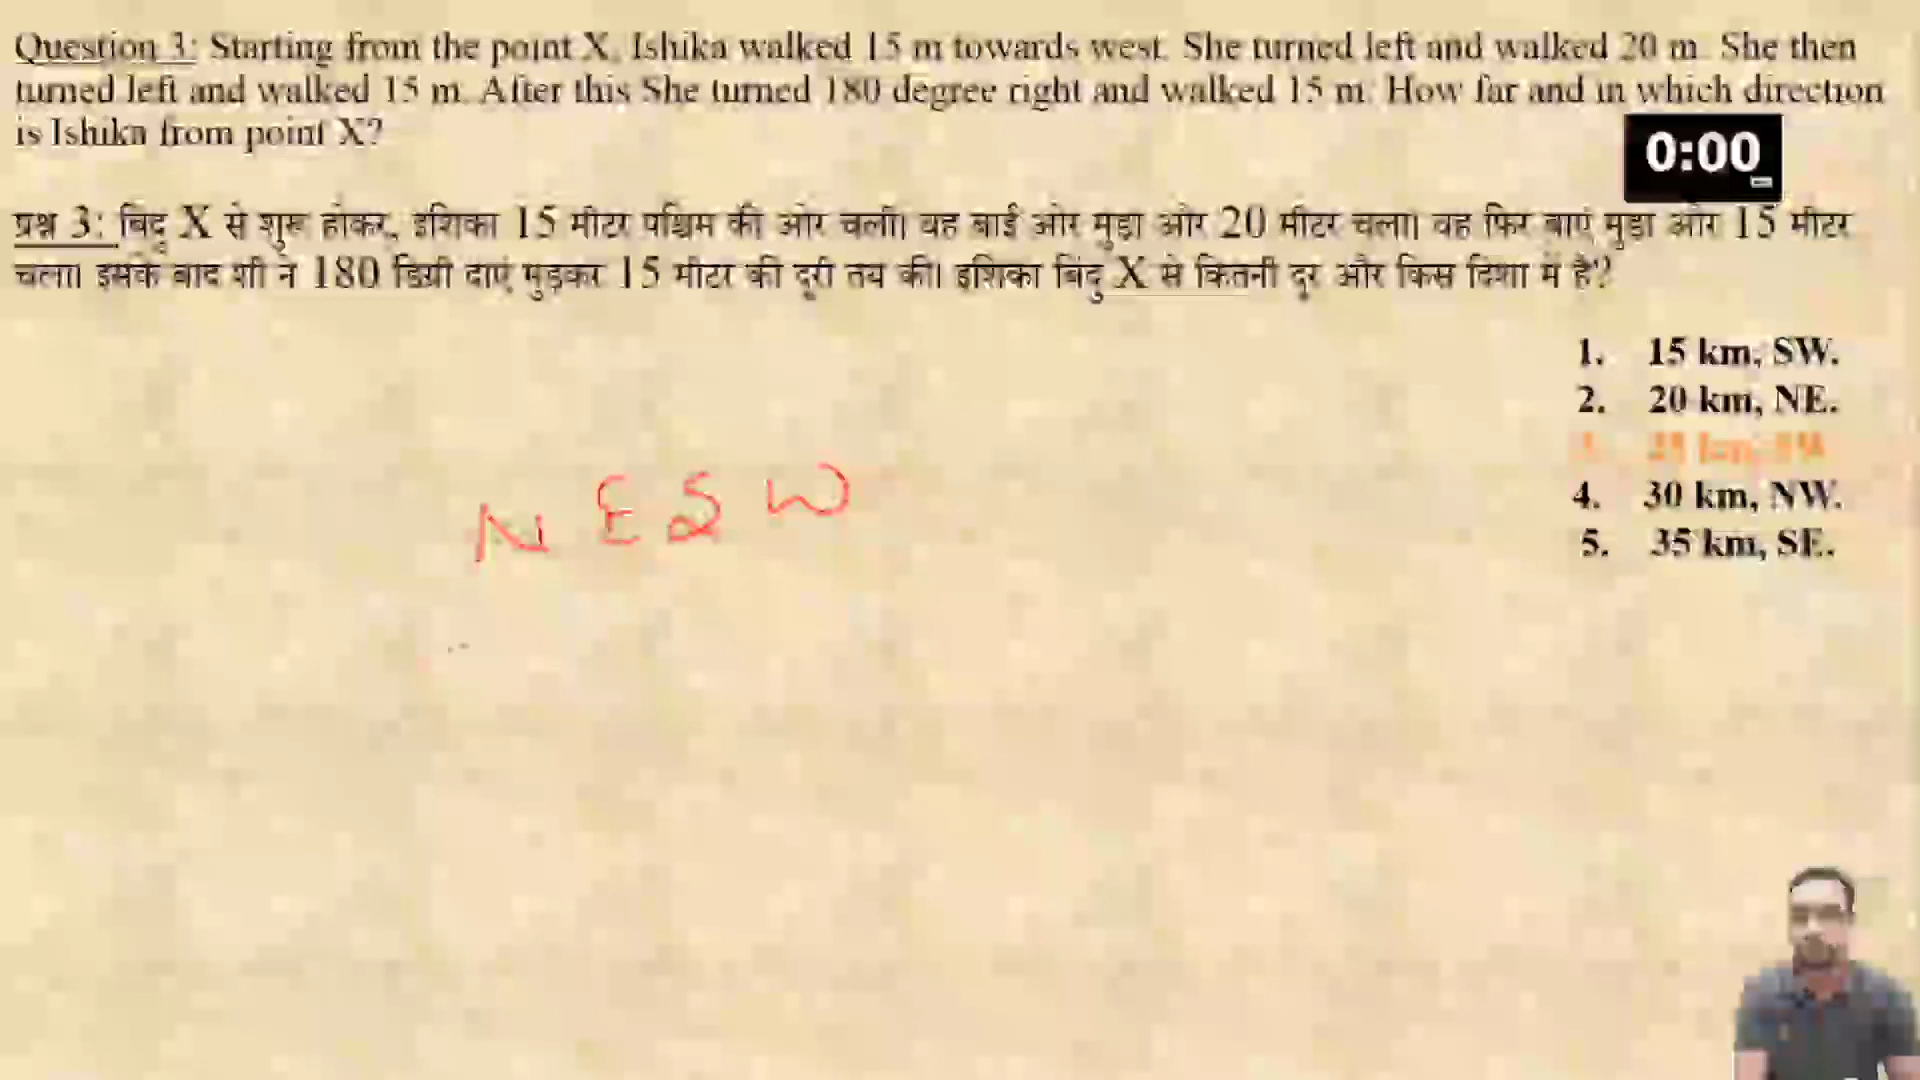 Question 3: Starting from the point X, Ishika walked 15 m towards west. She turned left and walked 20 m. She then
turned left and walked 15 m. After this She turned 180 degree right and walked 15 m. How far and in which direction
is Ishika from point X?
0:00
प्रश्न 3: बिंदु X से शुरू होकर, इशिका 15 मीटर पश्चिम की ओर चली। वह बाईं ओर मुड़ा और 20 मीटर चला। वह फिर बाएं मुड़ा और 15 मीटर
चला। इसके बाद शी ने 180 डिग्री दाएं मुड़कर 15 मीटर की दूरी तय की। इशिका बिंदु X से कितनी दूर और किस दिशा में है?
1. 15 km, SW.
2. 20 km, NE.
3. 25 km, SW
4. 30 km, NW.
5. 35 km, SE.
N E S W